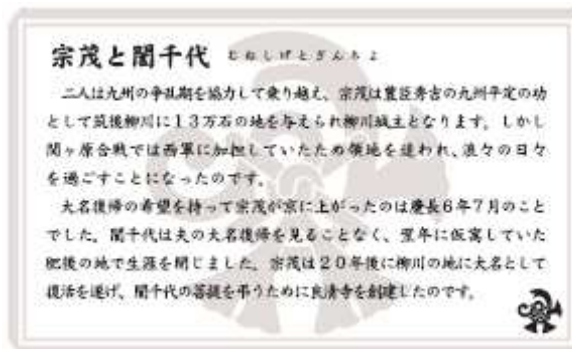 宗茂と誾千代 むねしげとぎんちよ
二人は九州の争乱期を協力して乗り越え、宗茂は豊臣秀吉の九州平定の功
として筑後柳川に13万石の地を与えられ柳川城主となります。しかし
関ヶ原合戦では西軍に加担していたため領地を追われ、浪々の日々
を過ごすことになったのです。
大名復帰の希望を持って宗茂が京に上がったのは慶長6年7月のこと
でした。誾千代は夫の大名復帰を見ることなく、翌年に仮寓していた
肥後の地で生涯を閉じました。宗茂は20年後に柳川の地に大名として
復活を遂げ、誾千代の菩提を弔うために良清寺を創建したのです。